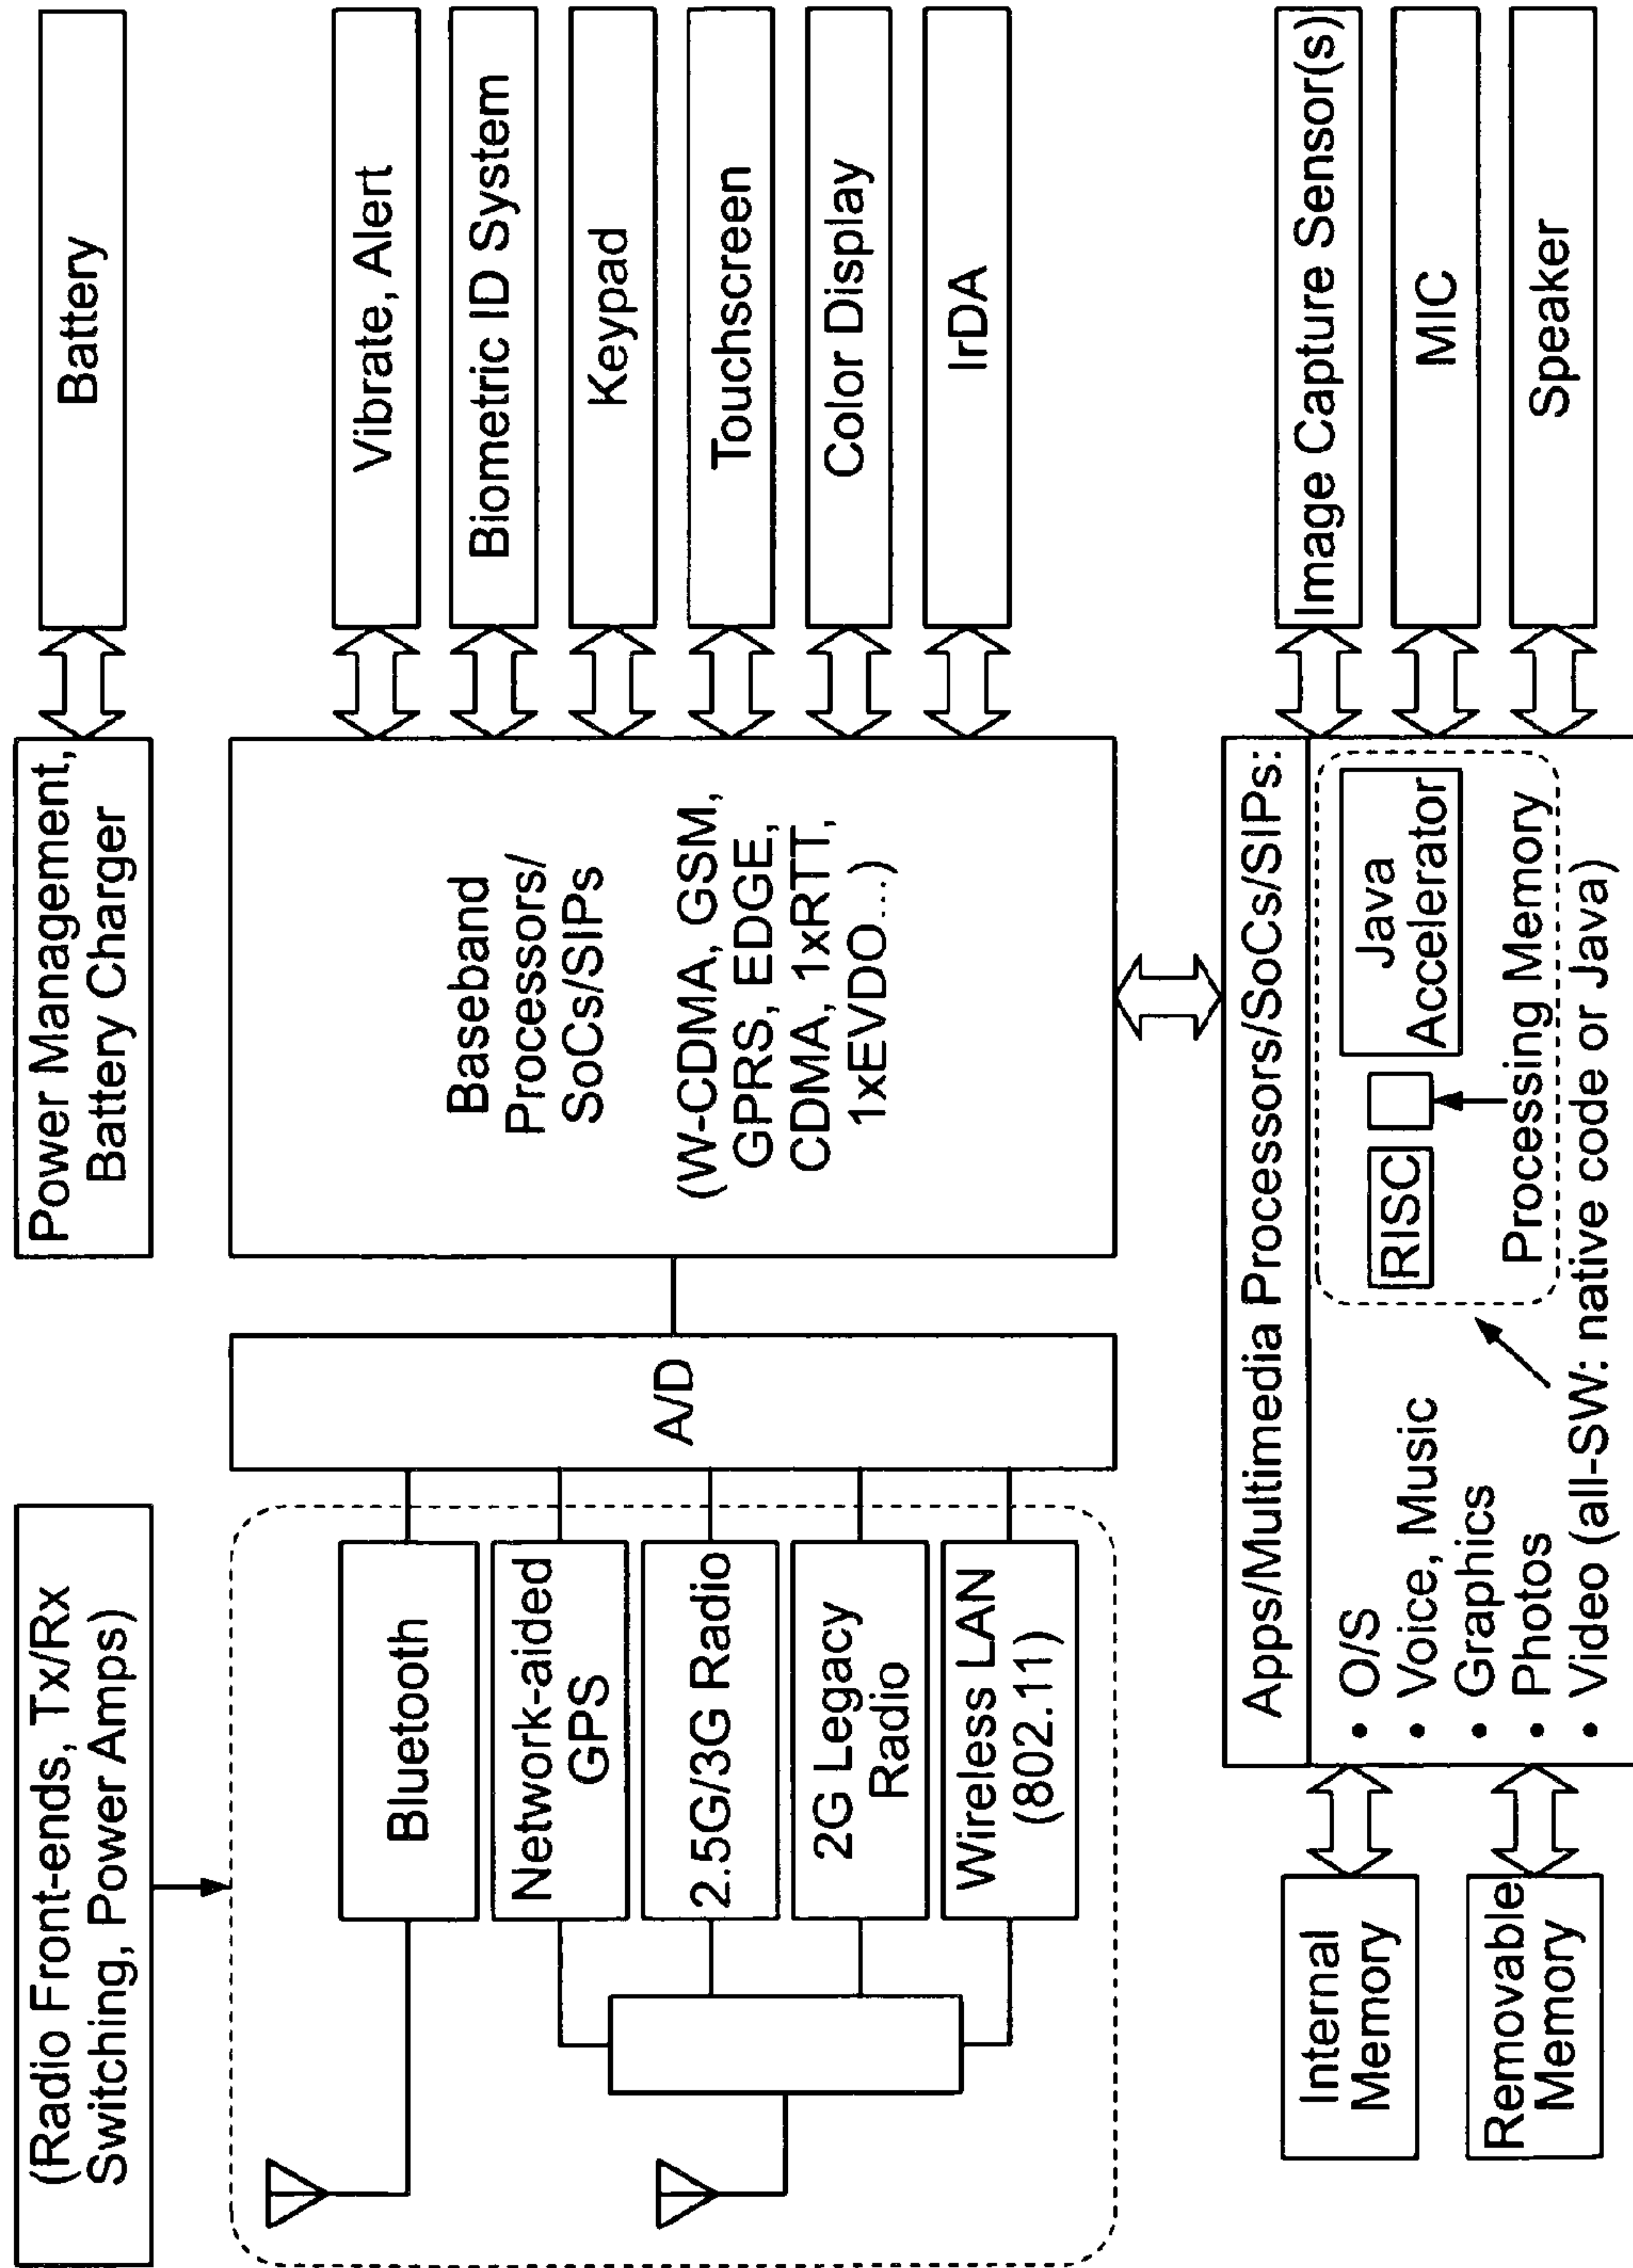 (Radio Front-ends, Tx/Rx
Switching, Power Amps)
Power Management,
Battery Charger
Battery
Bluetooth
Network-aided
GPS
2.5G/3G Radio
2G Legacy
Radio
Wireless LAN
(802.11)
A/D
Baseband
Processors/
SoCs/SIPs
(W-CDMA, GSM,
GPRS, EDGE,
CDMA, 1xRTT,
1xEVDO...)
Vibrate, Alert
Biometric ID System
Keypad
Touchscreen
Color Display
IrDA
Internal
Memory
Removable
Memory
Apps/Multimedia Processors/SoCs/SIPs:
• O/S
• Voice, Music
• Graphics
• Photos
• Video (all-SW: native code or Java)
RISC
Java
Accelerator
Processing Memory
Image Capture Sensor(s)
MIC
Speaker